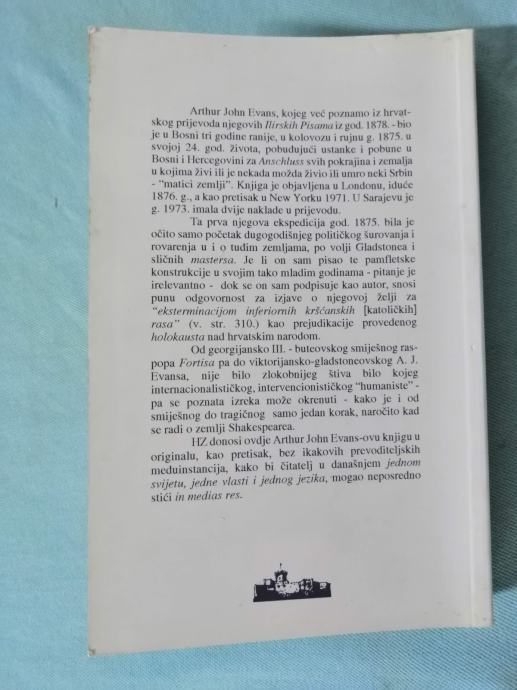 Arthur John Evans, kojeg već poznamo iz hrvat-
skog prijevoda njegovih Ilirskih Pisama iz god. 1878. - bio
je u Bosni tri godine ranije, u kolovozu i rujnu g. 1875. u
svojoj 24. god. života, pobuđujući ustanke i pobune u
Bosni i Hercegovini za Anschluss svih pokrajina i zemalja
u kojima živi ili je nekada možda živio ili umro neki Srbin
- "matici zemlji". Knjiga je objavljena u Londonu, iduće
1876. g., a kao pretisak u New Yorku 1971. U Sarajevu je
g. 1973. imala dvije naklade u prijevodu.
Ta prva njegova ekspedicija god. 1875. bila je
očito samo početak dugogodišnjeg političkog šurovanja i
rovarenja u i o tuđim zemljama, po volji Gladstonea i
sličnih mastersa. Je li on sam pisao te pamfletske
konstrukcije u svojim tako mladim godinama - pitanje je
irelevantno - dok se on sam podpisuje kao autor, snosi
punu odgovornost za izjave o njegovoj želji za
"eksterminacijom inferiornih kršćanskih [katoličkih]
rasa" (v. str. 310.) kao prejudikacije provedenog
holokausta nad hrvatskim narodom.
Od georgijansko III. - buteovskog smiješnog ras-
popa Fortisa pa do viktorijansko-gladstoneovskog A. J.
Evansa, nije bilo zlokobnijeg štiva bilo kojeg
internacionalističkog, intervencionističkog "humaniste" -
pa se poznata izreka može okrenuti - kako je i od
smiješnog do tragičnog samo jedan korak, naročito kad
se radi o zemlji Shakespearea.
HZ donosi ovdje Arthur John Evans-ovu knjigu u
originalu, kao pretisak, bez ikakovih prevoditeljskih
međuinstancija, kako bi čitatelj u današnjem jednom
svijetu, jedne vlasti i jednog jezika, mogao neposredno
stići in medias res.